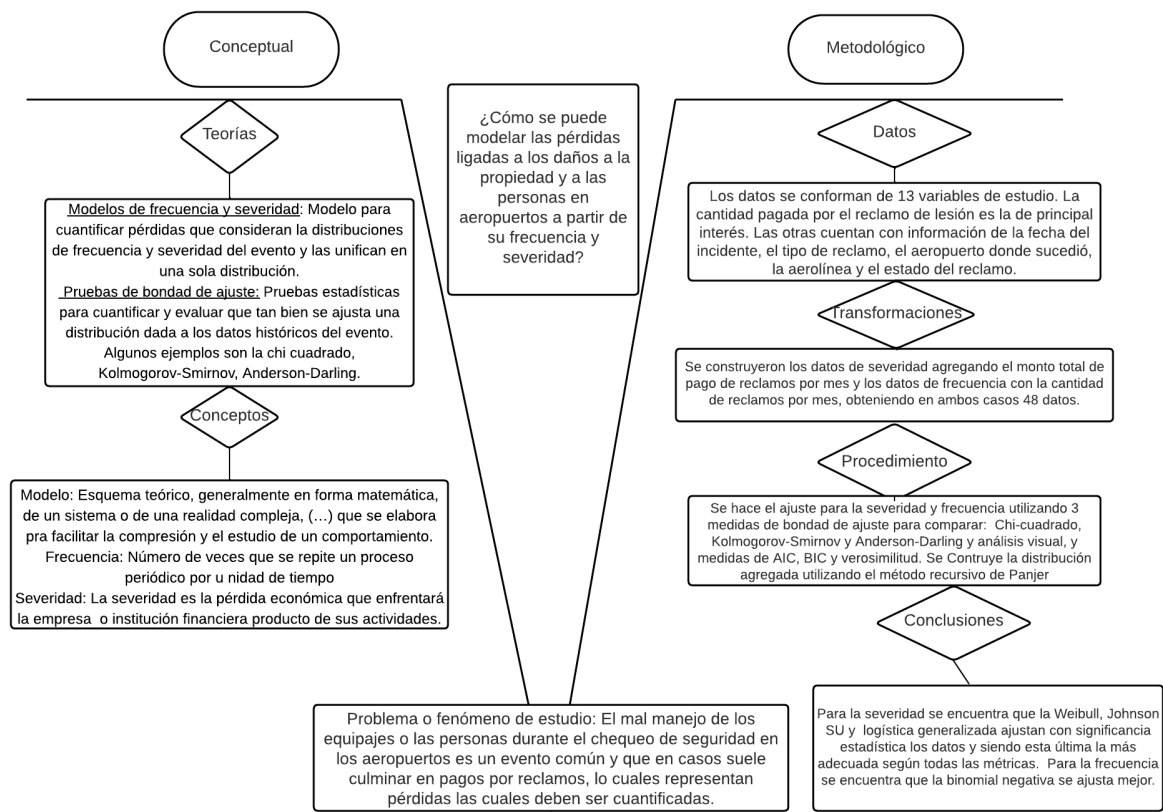 Conceptual
Teorías
Modelos de frecuencia y severidad: Modelo para
cuantificar pérdidas que consideran la distribuciones
de frecuencia y severidad del evento y las unifican en
una sola distribución.
Pruebas de bondad de ajuste: Pruebas estadísticas
para cuantificar y evaluar que tan bien se ajusta una
distribución dada a los datos históricos del evento.
Algunos ejemplos son la chi cuadrado,
Kolmogorov-Smirnov, Anderson-Darling.
Conceptos
Modelo: Esquema teórico, generalmente en forma matemática,
de un sistema o de una realidad compleja, (…) que se elabora
pra facilitar la compresión y el estudio de un comportamiento.
Frecuencia: Número de veces que se repite un proceso
periódico por u nidad de tiempo
Severidad: La severidad es la pérdida económica que enfrentará
la empresa o institución financiera producto de sus actividades.
¿Cómo se puede
modelar las pérdidas
ligadas a los daños a la
propiedad y a las
personas en
aeropuertos a partir de
su frecuencia y
severidad?
Metodológico
Datos
Los datos se conforman de 13 variables de estudio. La
cantidad pagada por el reclamo de lesión es la de principal
interés. Las otras cuentan con información de la fecha del
incidente, el tipo de reclamo, el aeropuerto donde sucedió,
la aerolínea y el estado del reclamo.
Transformaciones
Se construyeron los datos de severidad agregando el monto total de
pago de reclamos por mes y los datos de frecuencia con la cantidad
de reclamos por mes, obteniendo en ambos casos 48 datos.
Procedimiento
Se hace el ajuste para la severidad y frecuencia utilizando 3
medidas de bondad de ajuste para comparar: Chi-cuadrado,
Kolmogorov-Smirnov y Anderson-Darling y análisis visual, y
medidas de AIC, BIC y verosimilitud. Se Contruye la distribución
agregada utilizando el método recursivo de Panjer
Conclusiones
Para la severidad se encuentra que la Weibull, Johnson
SU y logística generalizada ajustan con significancia
estadística los datos y siendo esta última la más
adecuada según todas las métricas. Para la frecuencia
se encuentra que la binomial negativa se ajusta mejor.
Problema o fenómeno de estudio: El mal manejo de los
equipajes o las personas durante el chequeo de seguridad en
los aeropuertos es un evento común y que en casos suele
culminar en pagos por reclamos, lo cuales representan
pérdidas las cuales deben ser cuantificadas.